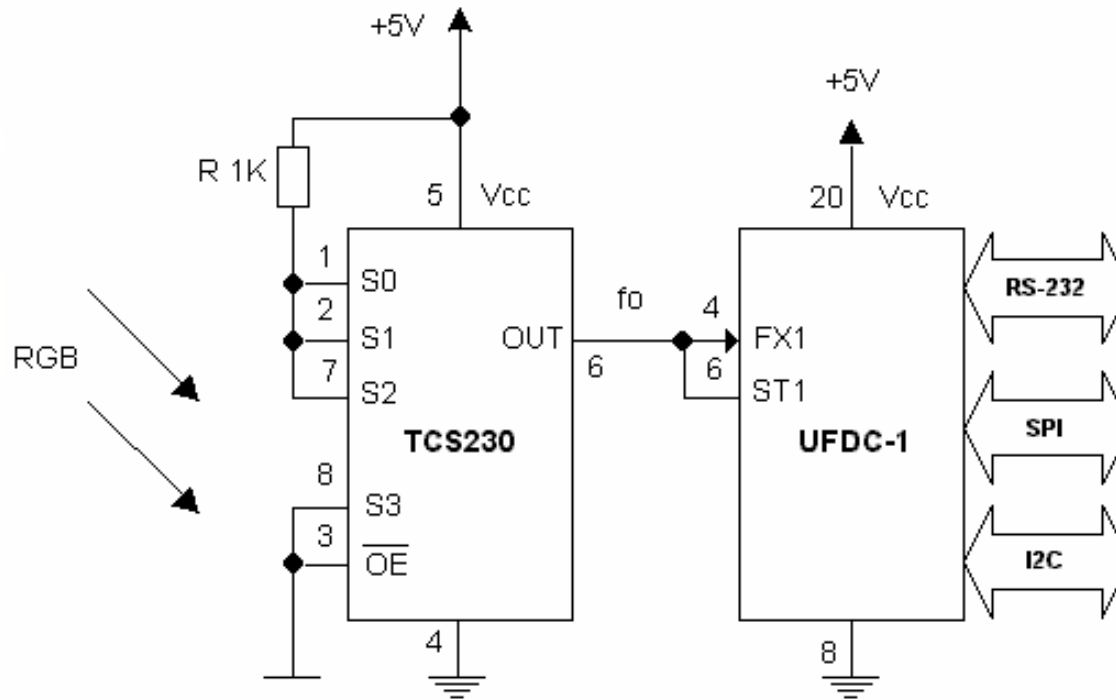 +5V
+5V
R 1K
5 Vcc
20 Vcc
1
S0
2
S1
7
S2
RGB
OUT
6
fo
4
FX1
6
ST1
TCS230
UFDC-1
8
S3
3
OE
4
8
RS-232
SPI
I2C